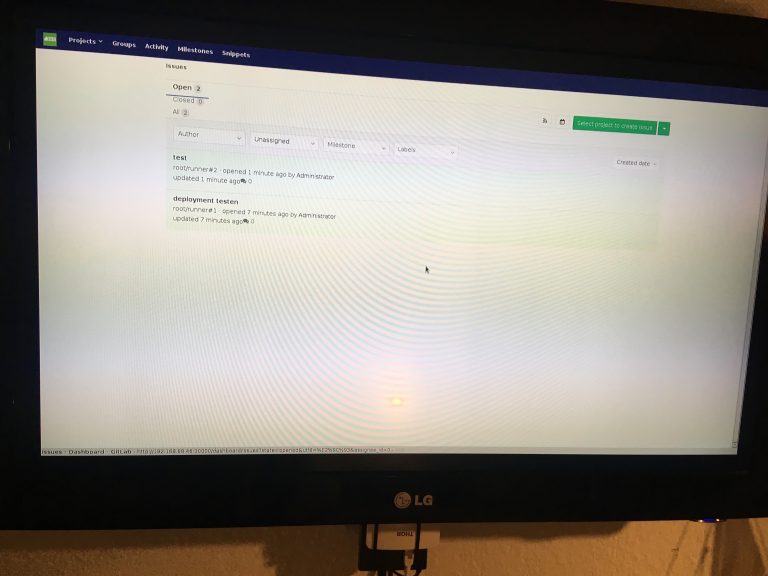 Projects Groups Activity Milestones Snippets
Issues
Open 2
Closed 0
All 2
Select project to create issue
Author Unassigned Milestone Labels
Created date
test
root/runner#2 · opened 1 minute ago by Administrator
updated 1 minute ago 0
deployment testen
root/runner#1 · opened 7 minutes ago by Administrator
updated 7 minutes ago 0
Issues · Dashboard · GitLab -
LG
THOR